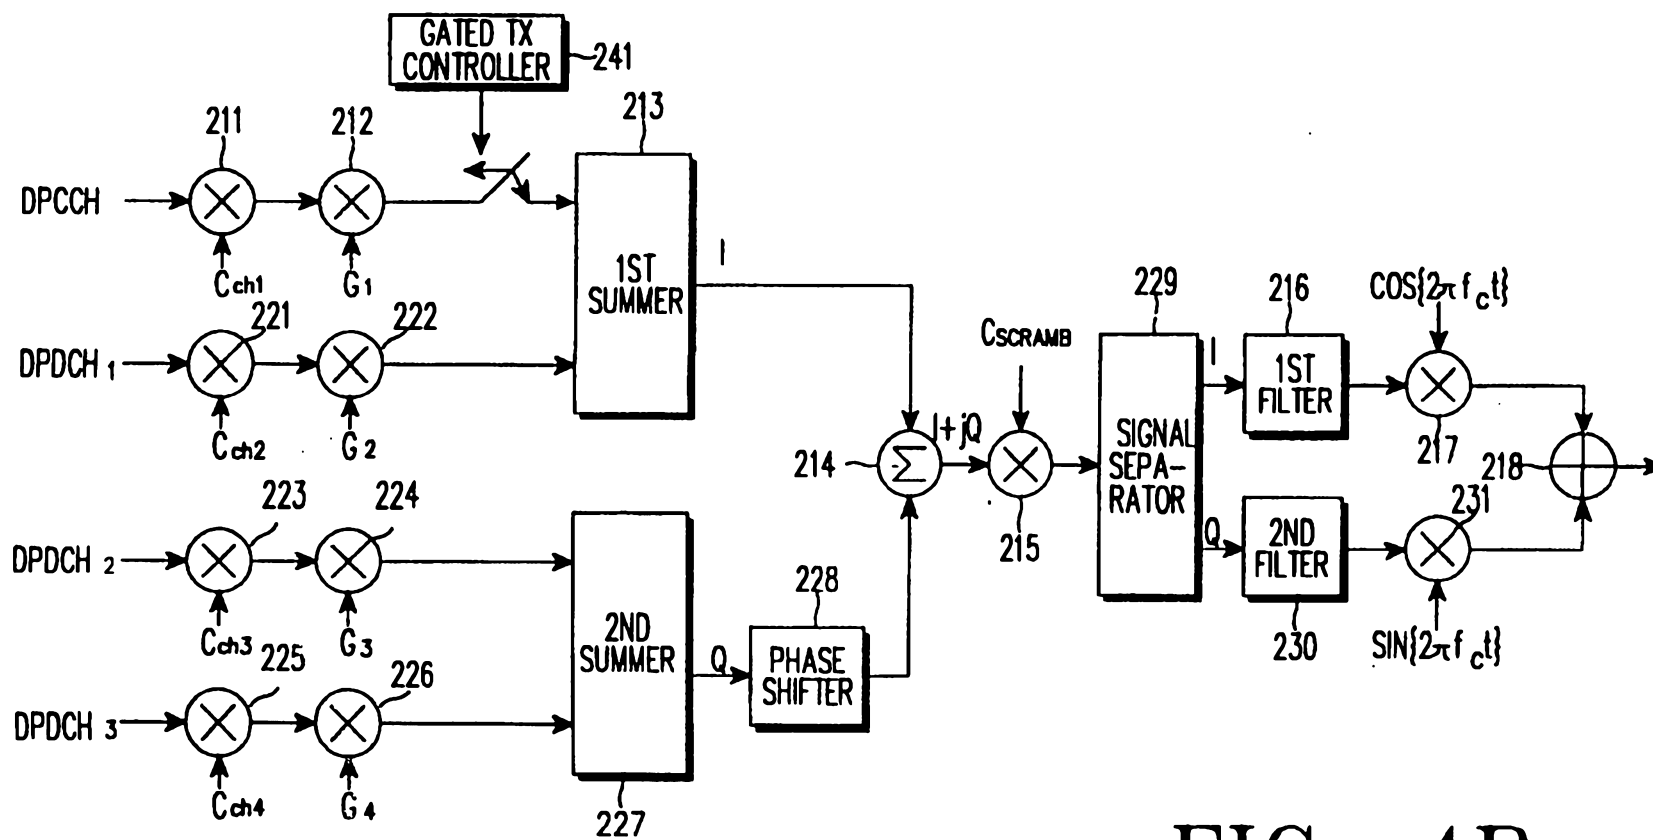 GATED TX
CONTROLLER
241
213
211
212
DPCCH
Cch1
G1
1ST
SUMMER
I
221
222
DPDCH 1
Cch2
G2
CSCRAMB
229
216
COS{2πfct}
I
1ST
FILTER
217
I+jQ
214
215
SIGNAL
SEPA-
RATOR
218
223
224
DPDCH 2
Cch3
G3
2ND
SUMMER
Q
228
PHASE
SHIFTER
Q
2ND
FILTER
231
230
SIN{2πfct}
225
226
DPDCH 3
Cch4
G4
227